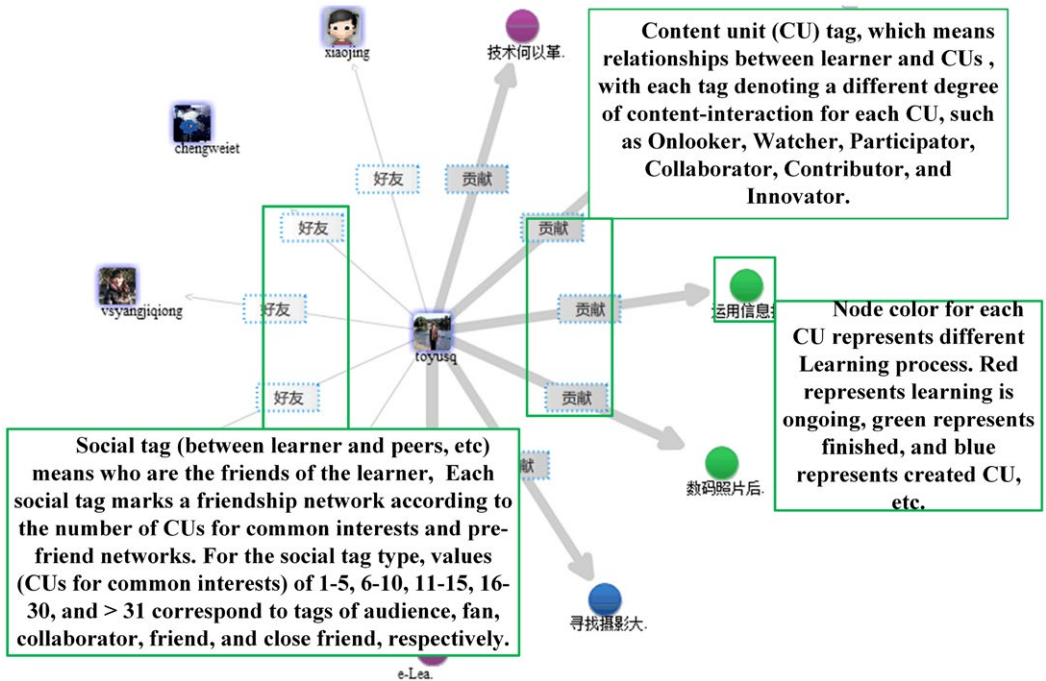 xiaojing
技术何以革.
Content unit (CU) tag, which means
relationships between learner and CUs ,
with each tag denoting a different degree
of content-interaction for each CU, such
as Onlooker, Watcher, Participator,
Collaborator, Contributor, and
Innovator.
chengweiet
好友
贡献
好友
贡献
vsyangjiqiong
好友
贡献
运用信息
toyusq
好友
贡献
Node color for each
CU represents different
Learning process. Red
represents learning is
ongoing, green represents
finished, and blue
represents created CU,
etc.
献
数码照片后.
Social tag (between learner and peers, etc)
means who are the friends of the learner, Each
social tag marks a friendship network according to
the number of CUs for common interests and pre-
friend networks. For the social tag type, values
(CUs for common interests) of 1-5, 6-10, 11-15, 16-
30, and > 31 correspond to tags of audience, fan,
collaborator, friend, and close friend, respectively.
寻找摄影大.
e-Lea.